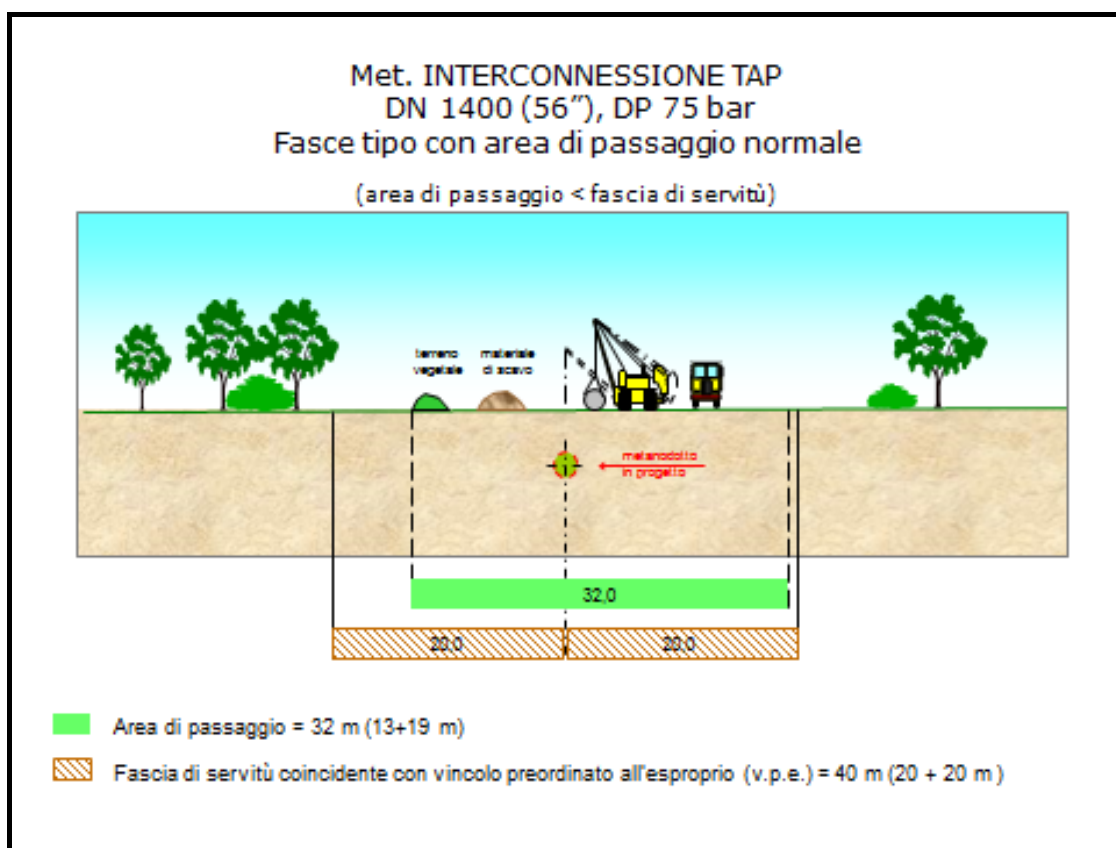 Met. INTERCONNESSIONE TAP
DN 1400 (56”), DP 75 bar
Fasce tipo con area di passaggio normale
(area di passaggio < fascia di servitù)
terreno
vegetale
materiale
di scavo
metanodotto
in progetto
32,0
20,0
20,0
Area di passaggio = 32 m (13+19 m)
Fascia di servitù coincidente con vincolo preordinato all'esproprio (v.p.e.) = 40 m (20 + 20 m )